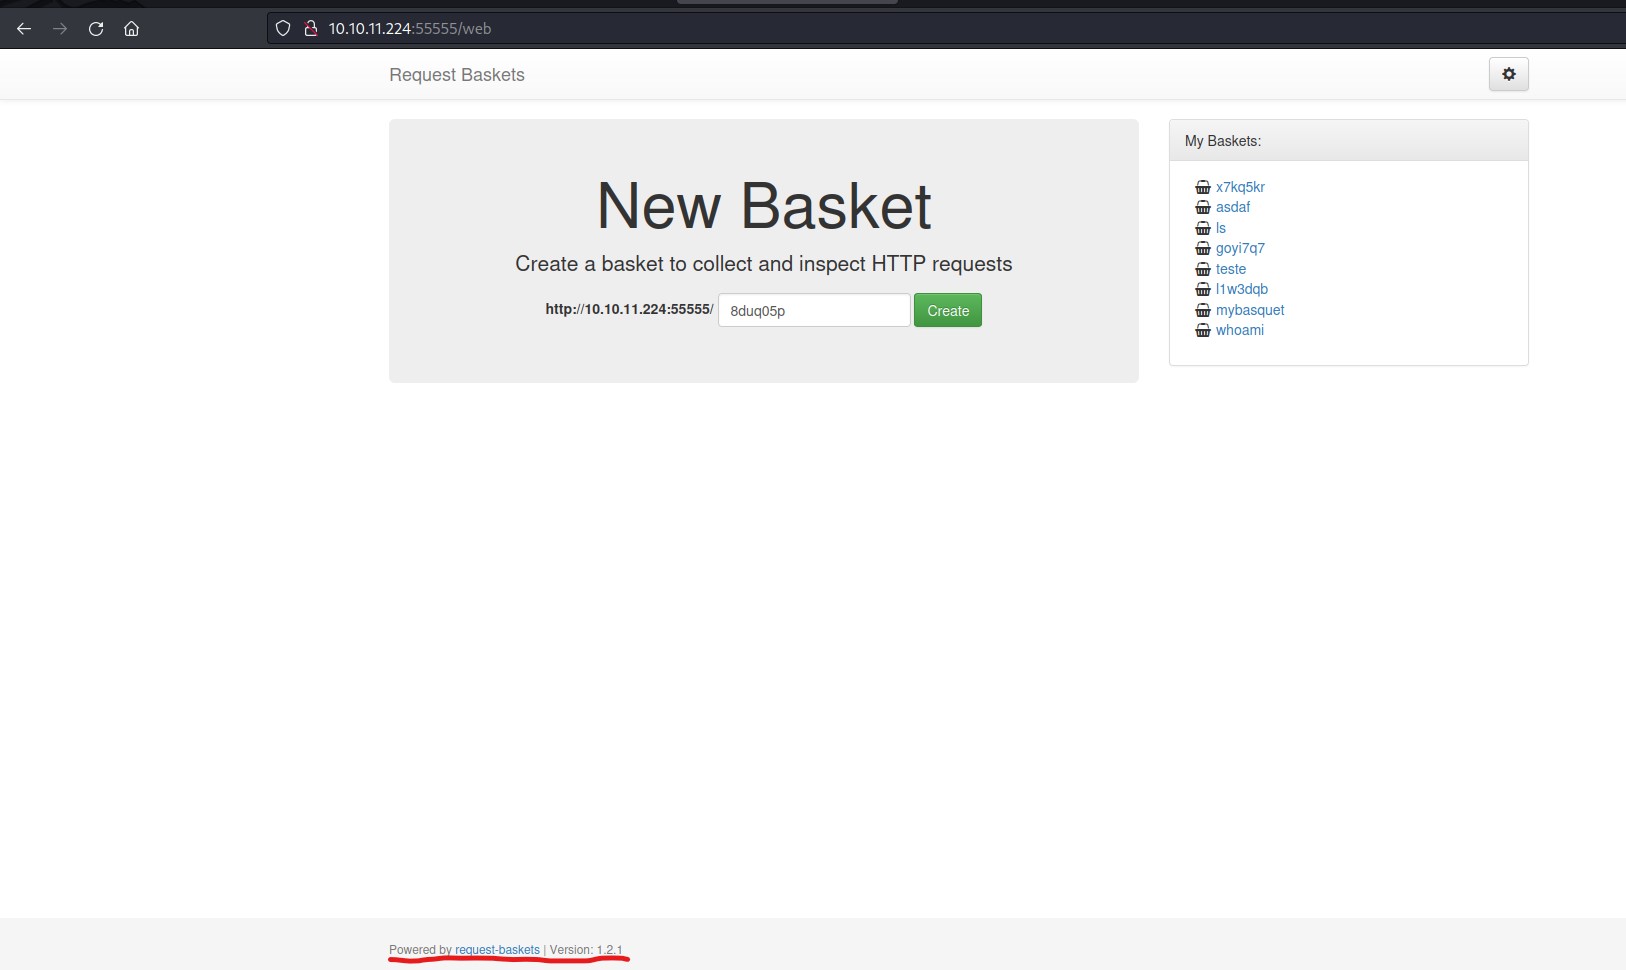 10.10.11.224:55555/web
Request Baskets
New Basket
Create a basket to collect and inspect HTTP requests
http://10.10.11.224:55555/ 8duq05p Create
My Baskets:
x7kq5kr
asdaf
ls
goyi7q7
teste
l1w3dqb
mybasquet
whoami
Powered by request-baskets | Version: 1.2.1